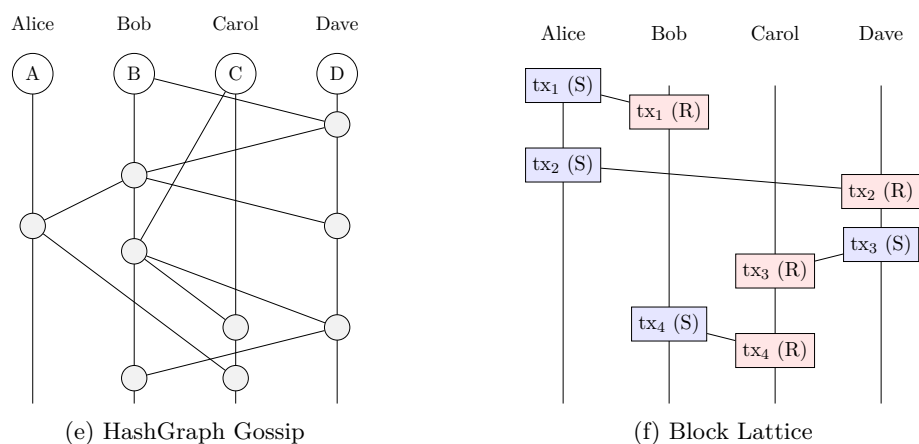 Alice Bob Carol Dave
A B C D
(e) HashGraph Gossip
Alice Bob Carol Dave
tx₁ (S)
tx₁ (R)
tx₂ (S)
tx₂ (R)
tx₃ (S)
tx₃ (R)
tx₄ (S)
tx₄ (R)
(f) Block Lattice